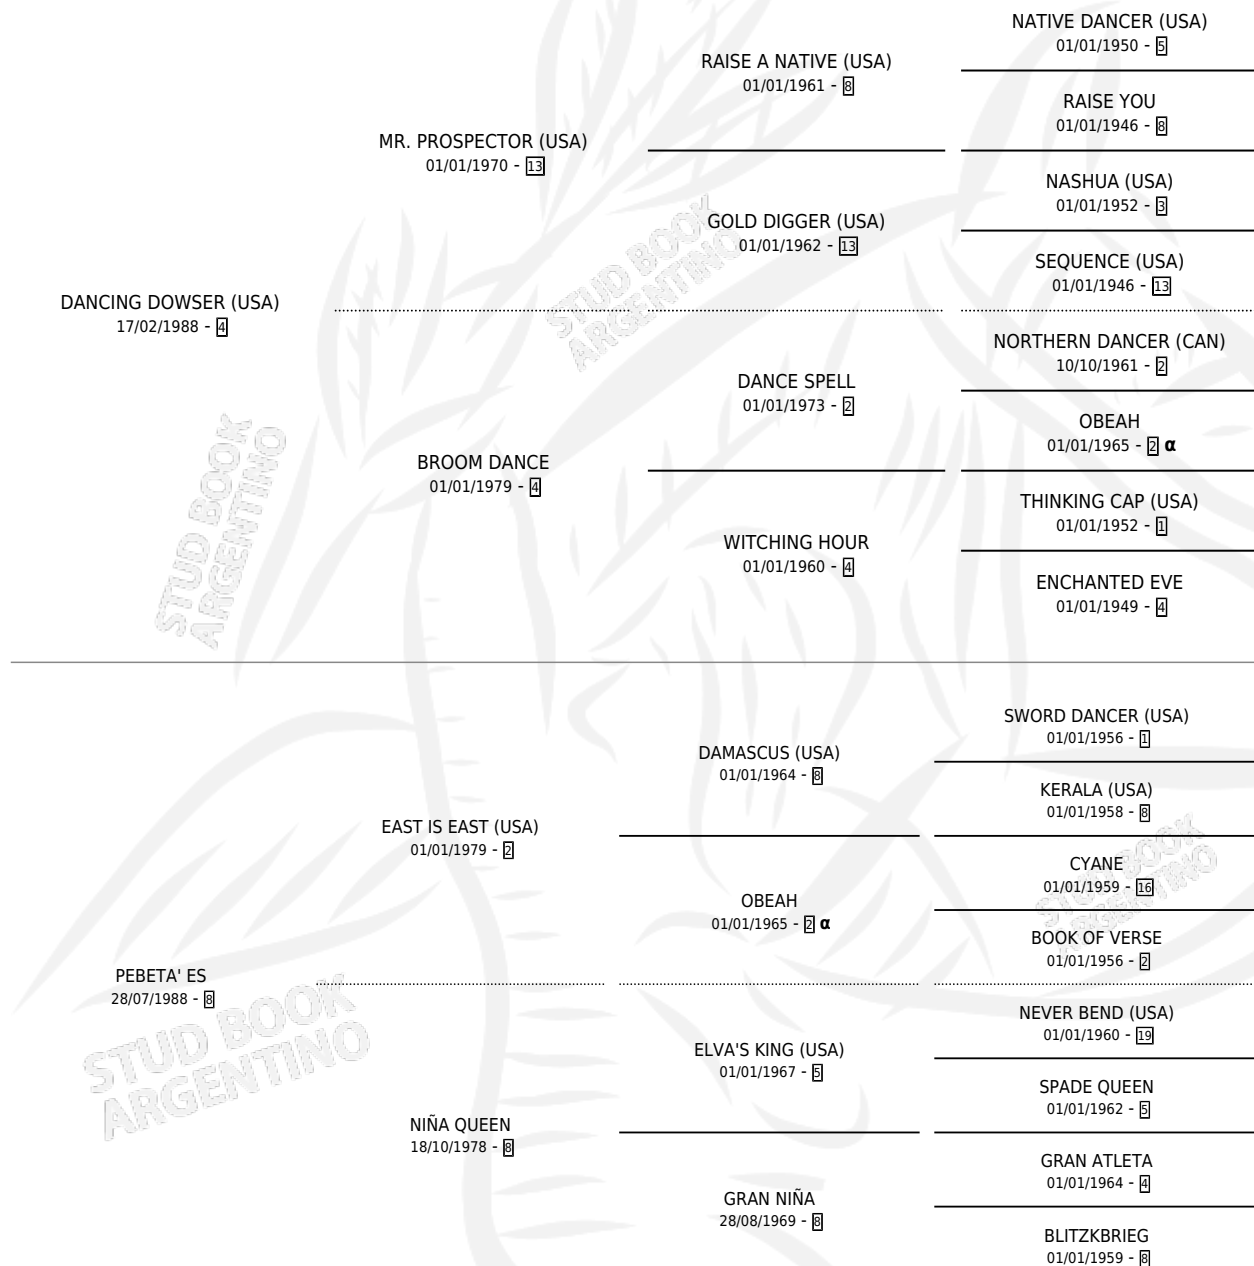 NATIVE DANCER (USA)
01/01/1950 - 5
RAISE A NATIVE (USA)
01/01/1961 - 8
RAISE YOU
01/01/1946 - 8
MR. PROSPECTOR (USA)
01/01/1970 - 13
NASHUA (USA)
01/01/1952 - 3
GOLD DIGGER (USA)
01/01/1962 - 13
SEQUENCE (USA)
01/01/1946 - 13
DANCING DOWSER (USA)
17/02/1988 - 4
STUD BOOK
ARGENTINO
NORTHERN DANCER (CAN)
10/10/1961 - 2
DANCE SPELL
01/01/1973 - 2
OBEAH
01/01/1965 - 2 α
BROOM DANCE
01/01/1979 - 4
STUD BOOK
ARGENTINO
THINKING CAP (USA)
01/01/1952 - 1
WITCHING HOUR
01/01/1960 - 4
ENCHANTED EVE
01/01/1949 - 4
SWORD DANCER (USA)
01/01/1956 - 1
DAMASCUS (USA)
01/01/1964 - 8
KERALA (USA)
01/01/1958 - 8
EAST IS EAST (USA)
01/01/1979 - 2
CYANE
01/01/1959 - 16
STUD BOOK
ARGENTINO
OBEAH
01/01/1965 - 2 α
BOOK OF VERSE
01/01/1956 - 2
PEBETA' ES
28/07/1988 - 8
STUD BOOK
ARGENTINO
NEVER BEND (USA)
01/01/1960 - 19
ELVA'S KING (USA)
01/01/1967 - 5
SPADE QUEEN
01/01/1962 - 5
NIÑA QUEEN
18/10/1978 - 8
GRAN ATLETA
01/01/1964 - 4
GRAN NIÑA
28/08/1969 - 8
BLITZKBRIEG
01/01/1959 - 8